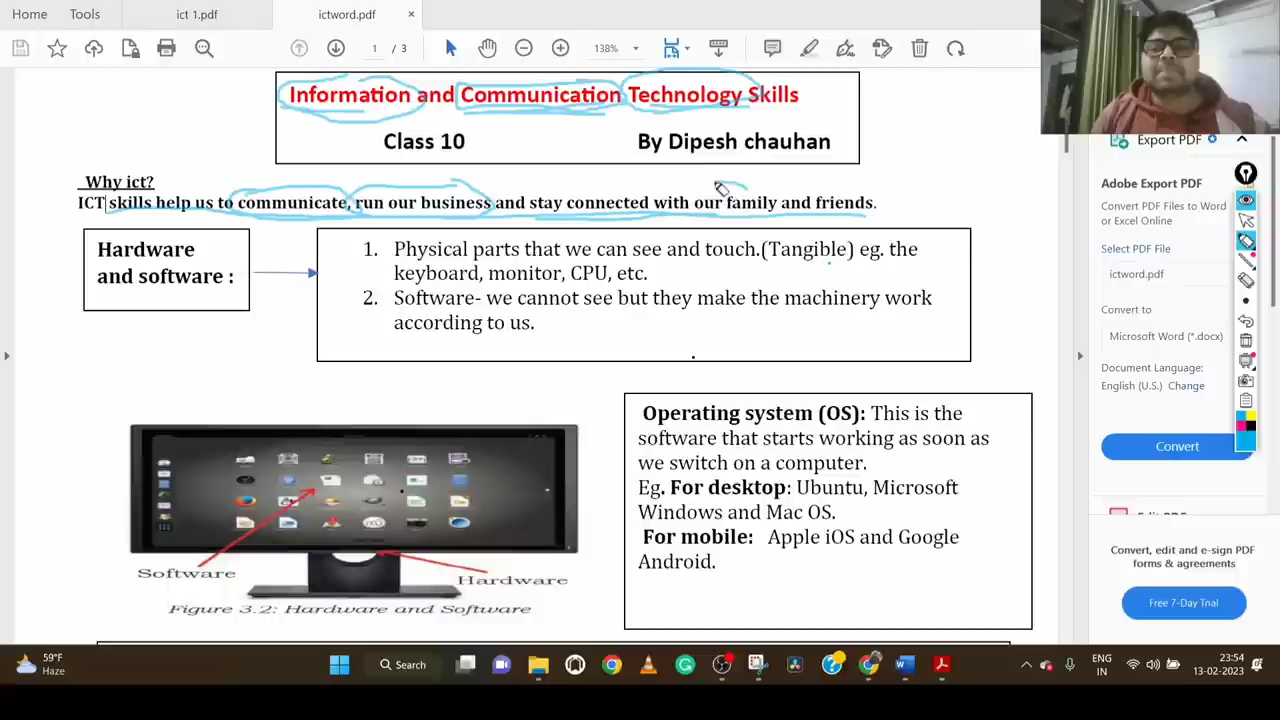 Home Tools ict 1.pdf ictword.pdf ×
1 / 3 138%
Information and Communication Technology Skills
Class 10 By Dipesh chauhan
Why ict?
ICT skills help us to communicate, run our business and stay connected with our family and friends.
Hardware
and software :
1. Physical parts that we can see and touch.(Tangible) eg. the
keyboard, monitor, CPU, etc.
2. Software- we cannot see but they make the machinery work
according to us.
Software
Hardware
Figure 3.2: Hardware and Software
Operating system (OS): This is the
software that starts working as soon as
we switch on a computer.
Eg. For desktop: Ubuntu, Microsoft
Windows and Mac OS.
For mobile: Apple iOS and Google
Android.
Export PDF
Adobe Export PDF
Convert PDF Files to Word
or Excel Online
Select PDF File
ictword.pdf
Convert to
Microsoft Word (*.docx)
Document Language:
English (U.S.) Change
Convert
Convert, edit and e-sign PDF
forms & agreements
Free 7-Day Trial
59°F
Haze
Search
ENG
IN
23:54
13-02-2023